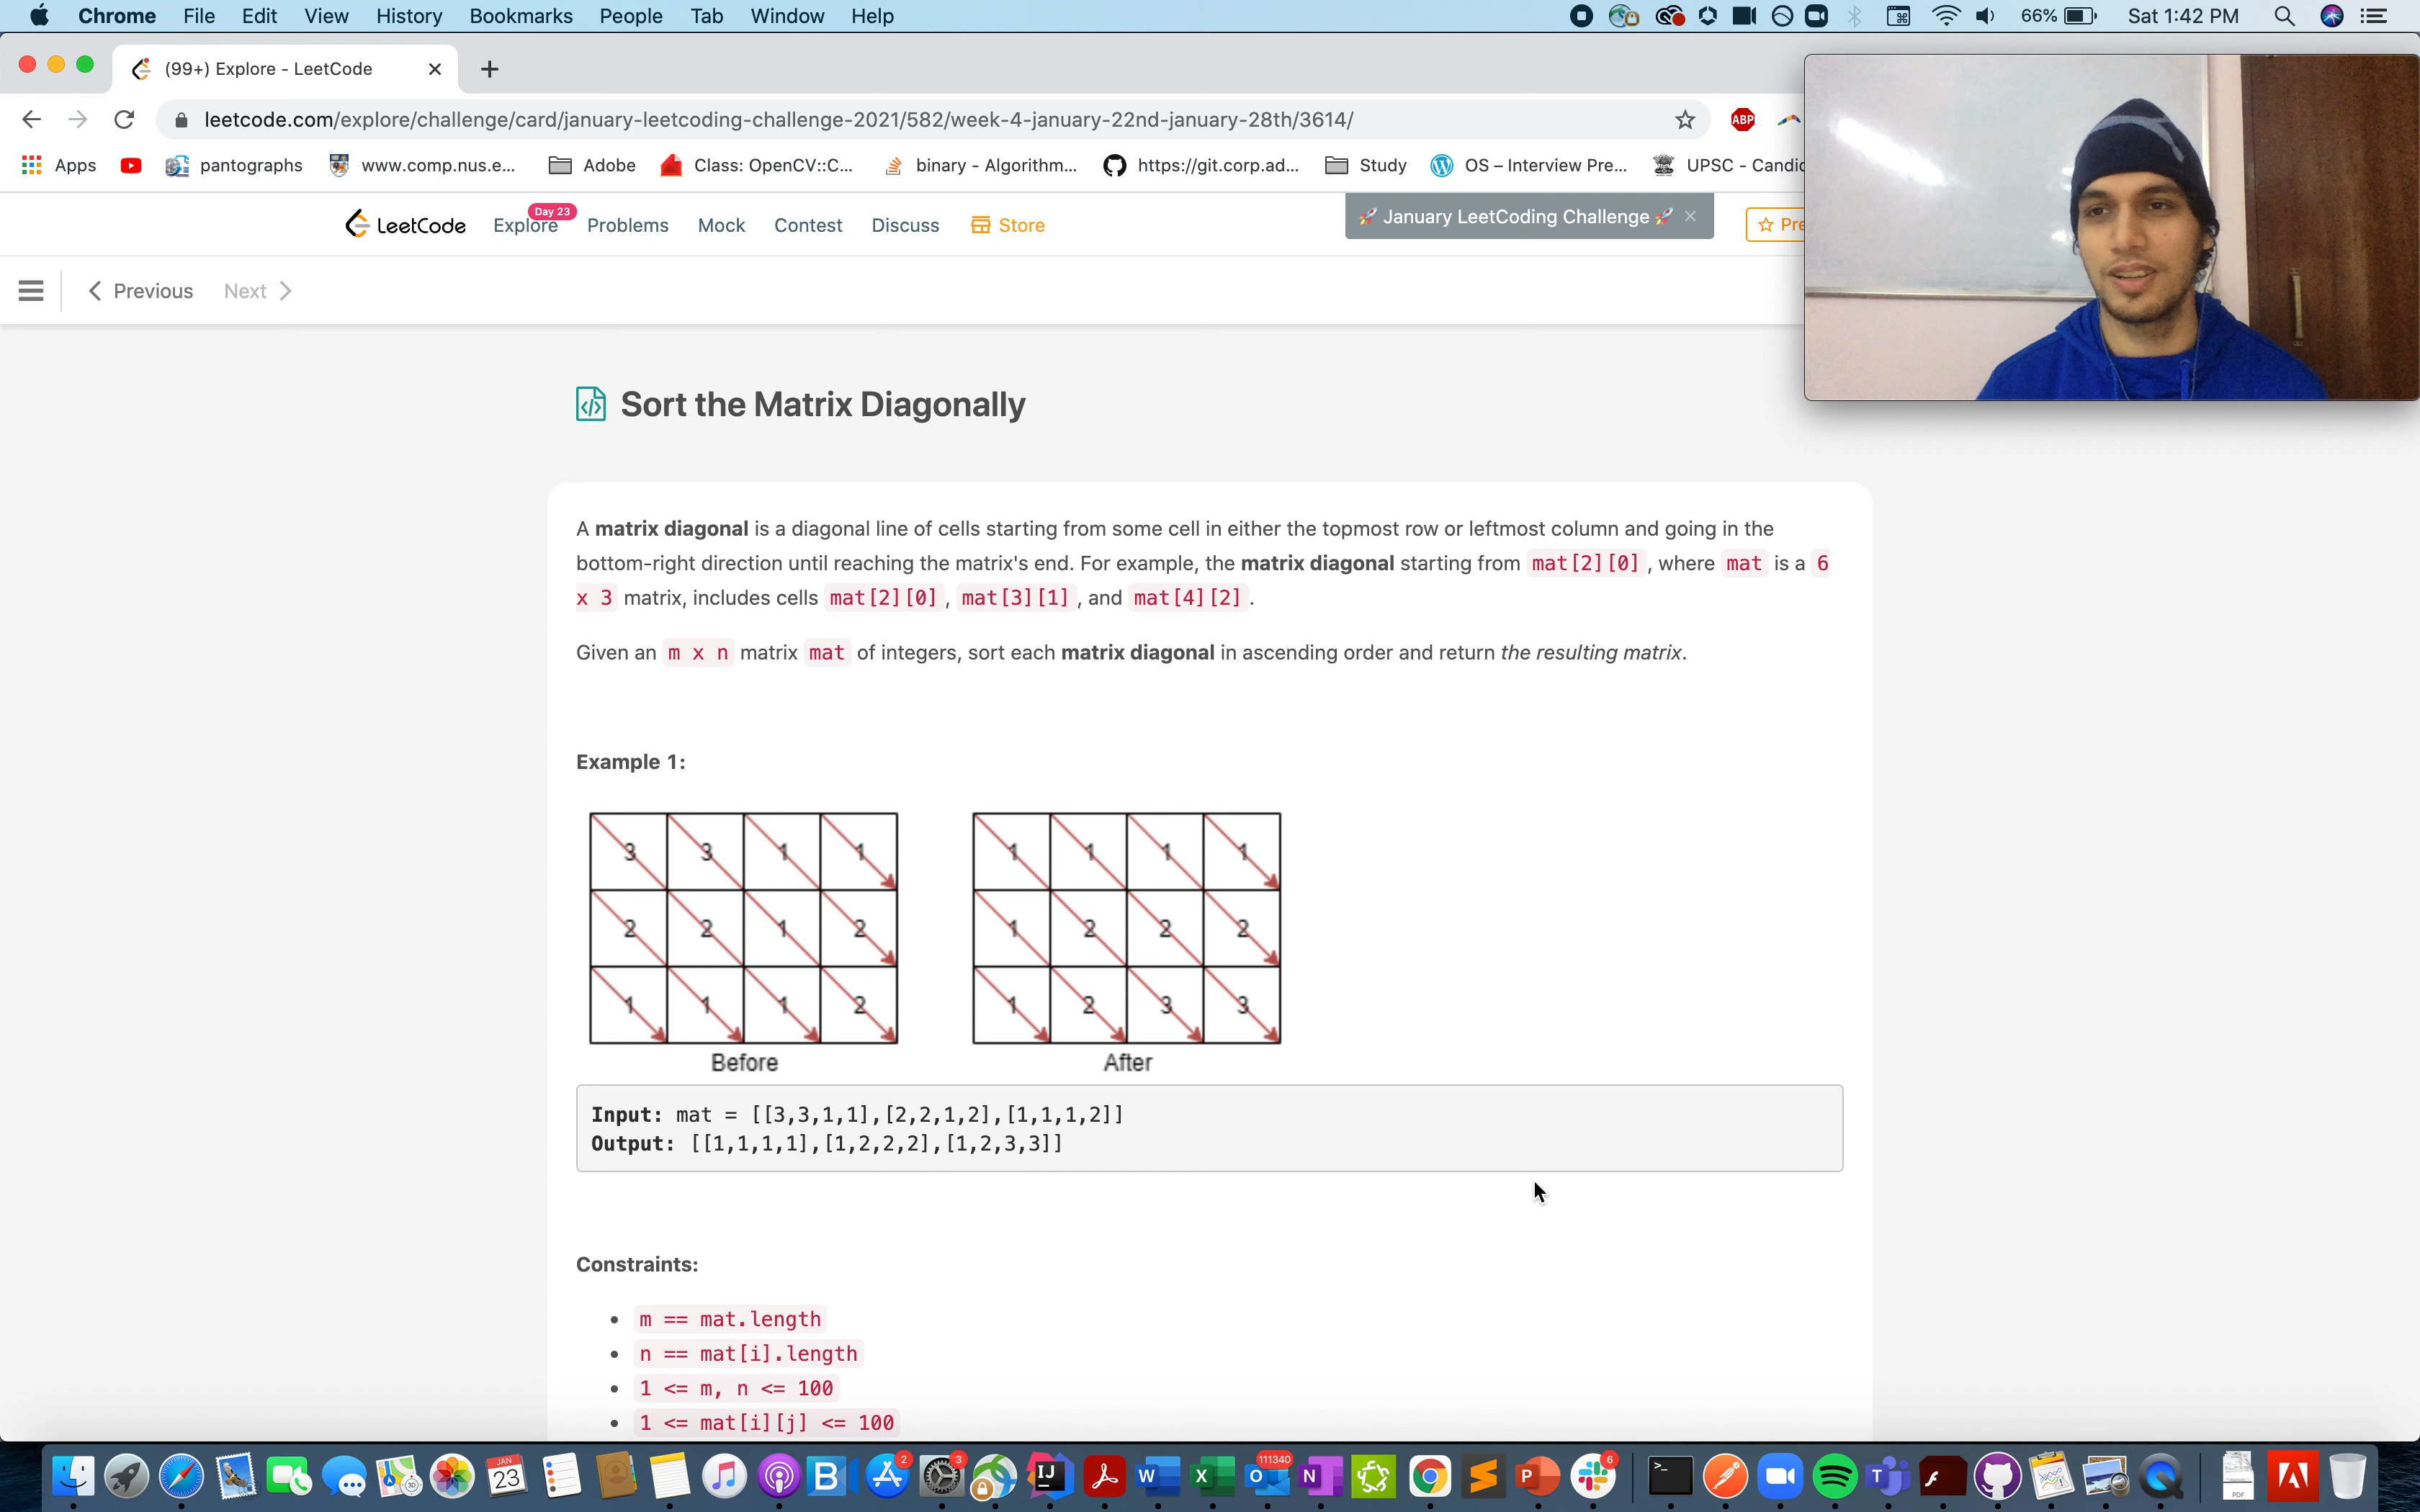 Chrome File Edit View History Bookmarks People Tab Window Help 66% Sat 1:42 PM
(99+) Explore - LeetCode
leetcode.com/explore/challenge/card/january-leetcoding-challenge-2021/582/week-4-january-22nd-january-28th/3614/ ABP
Apps pantographs www.comp.nus.e... Adobe Class: OpenCV::C... binary - Algorithm... https://git.corp.ad... Study OS – Interview Pre... UPSC - Candic
LeetCode Explore Day 23 Problems Mock Contest Discuss Store 🚀 January LeetCoding Challenge 🚀 × Pre
Previous Next
Sort the Matrix Diagonally
A matrix diagonal is a diagonal line of cells starting from some cell in either the topmost row or leftmost column and going in the
bottom-right direction until reaching the matrix's end. For example, the matrix diagonal starting from mat[2][0], where mat is a 6
x 3 matrix, includes cells mat[2][0], mat[3][1], and mat[4][2].
Given an m x n matrix mat of integers, sort each matrix diagonal in ascending order and return the resulting matrix.
Example 1:
3 3 1 1 1 1 1 1
2 2 1 2 1 2 2 2
1 1 1 2 1 2 3 3
Before After
Input: mat = [[3,3,1,1],[2,2,1,2],[1,1,1,2]]
Output: [[1,1,1,1],[1,2,2,2],[1,2,3,3]]
Constraints:
• m == mat.length
• n == mat[i].length
• 1 <= m, n <= 100
• 1 <= mat[i][j] <= 100
JAN 23 2 3 IJ W X 111340 O N P 6 >_ T PDF